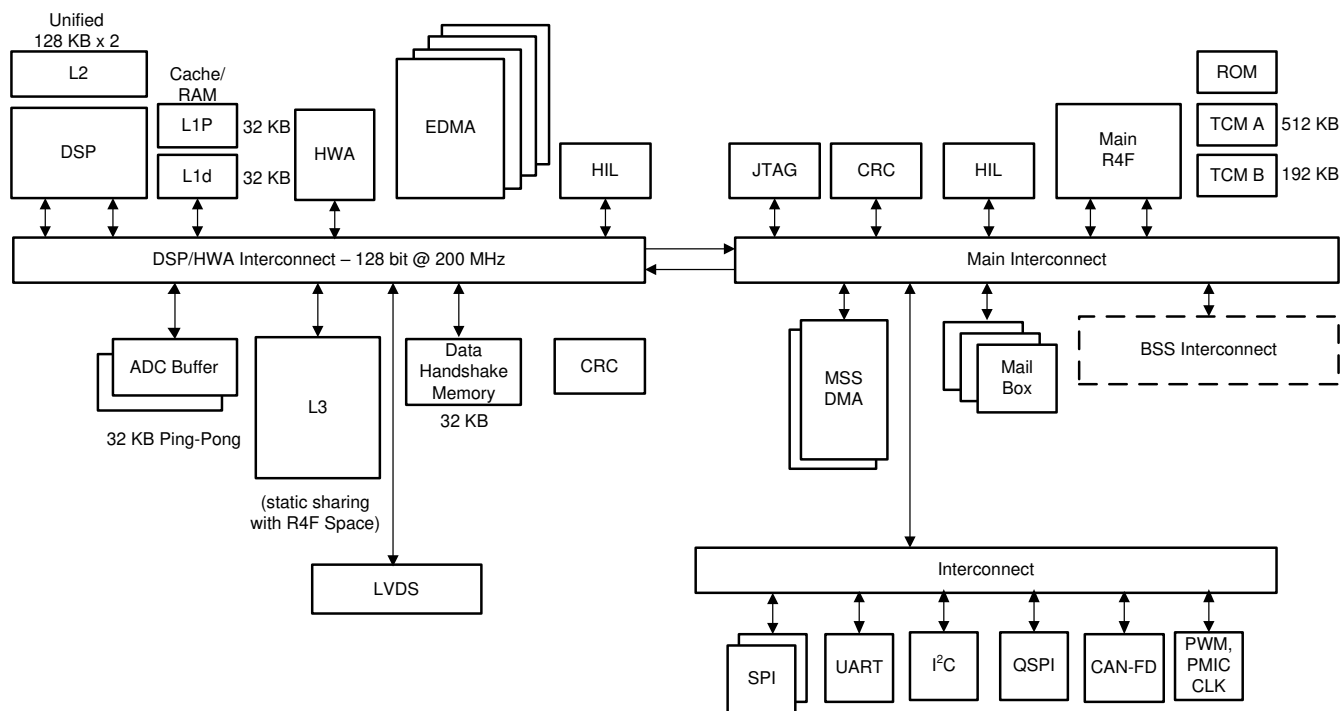 Unified
128 KB x 2
L2
Cache/
RAM
DSP
L1P
32 KB
L1d
32 KB
HWA
EDMA
HIL
JTAG
CRC
HIL
Main
R4F
ROM
TCM A
512 KB
TCM B
192 KB
DSP/HWA Interconnect – 128 bit @ 200 MHz
Main Interconnect
ADC Buffer
32 KB Ping-Pong
L3
(static sharing
with R4F Space)
Data
Handshake
Memory
32 KB
CRC
LVDS
MSS
DMA
Mail
Box
BSS Interconnect
Interconnect
SPI
UART
I²C
QSPI
CAN-FD
PWM,
PMIC
CLK